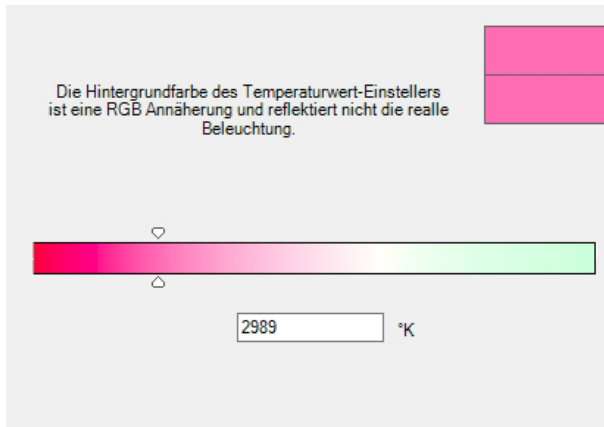 Die Hintergrundfarbe des Temperaturwert-Einstellers
ist eine RGB Annäherung und reflektiert nicht die realle
Beleuchtung.
2989 °K